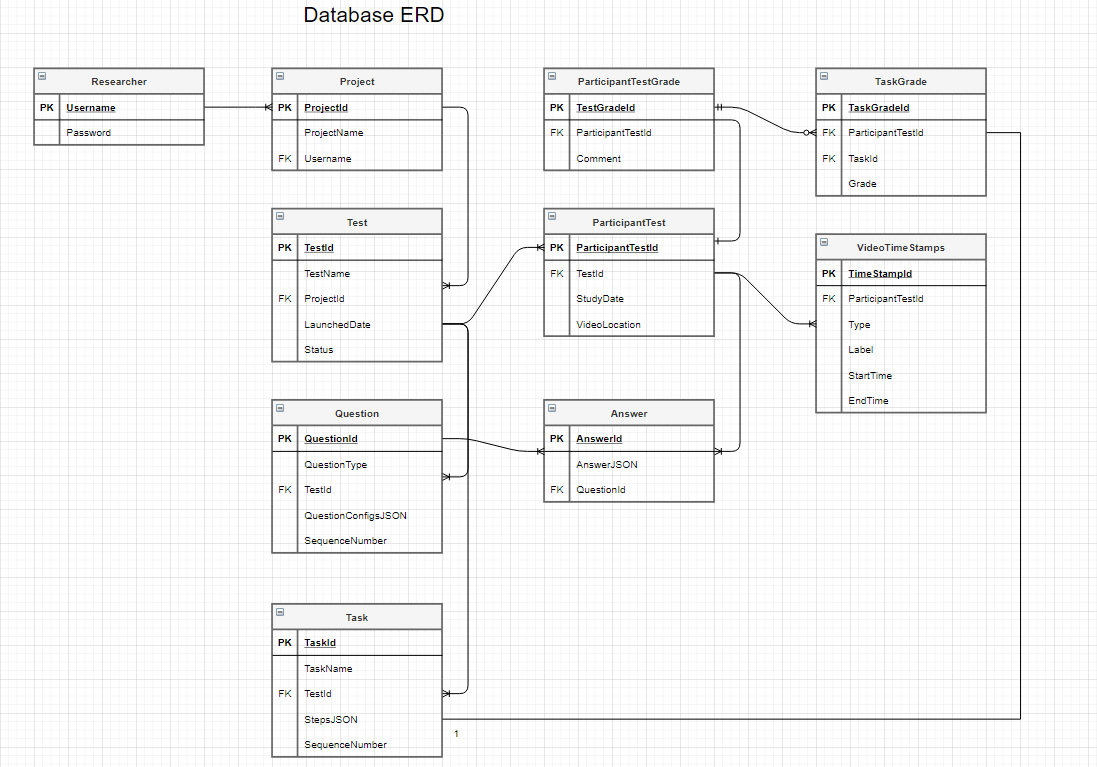 Database ERD
Researcher
PK Username
Password
Project
PK ProjectId
ProjectName
FK Username
ParticipantTestGrade
PK TestGradeId
FK ParticipantTestId
Comment
TaskGrade
PK TaskGradeId
FK ParticipantTestId
FK TaskId
Grade
Test
PK TestId
TestName
FK ProjectId
LaunchedDate
Status
ParticipantTest
PK ParticipantTestId
FK TestId
StudyDate
VideoLocation
VideoTimeStamps
PK TimeStampId
FK ParticipantTestId
Type
Label
StartTime
EndTime
Question
PK QuestionId
QuestionType
FK TestId
QuestionConfigsJSON
SequenceNumber
Answer
PK AnswerId
AnswerJSON
FK QuestionId
Task
PK TaskId
TaskName
FK TestId
StepsJSON
SequenceNumber
1